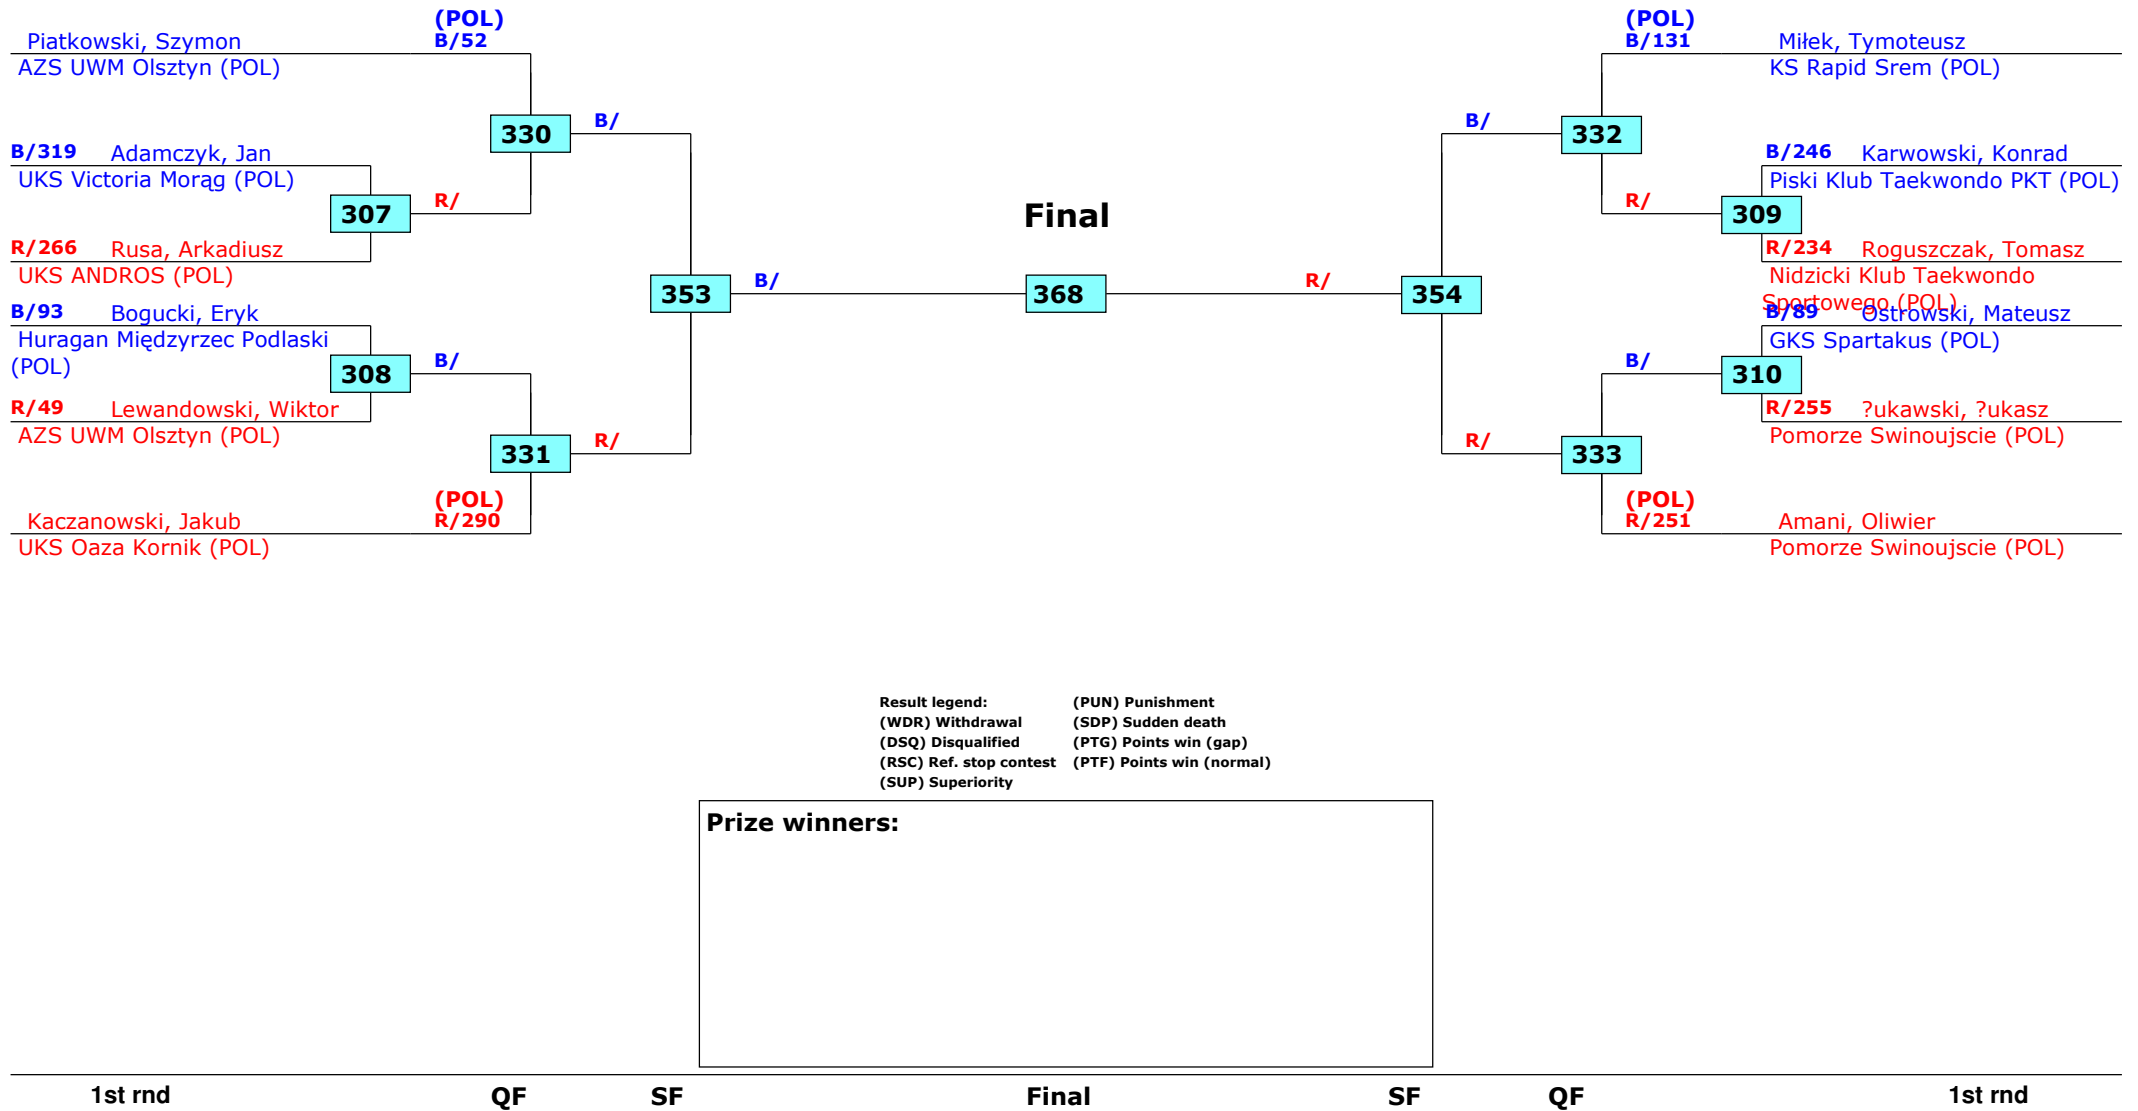 (POL)
Piatkowski, Szymon B/52
AZS UWM Olsztyn (POL)
330 B/
B/319 Adamczyk, Jan
UKS Victoria Morąg (POL)
307 R/
R/266 Rusa, Arkadiusz
UKS ANDROS (POL)
353 B/
B/93 Bogucki, Eryk
Huragan Międzyrzec Podlaski
(POL)
308 B/
R/49 Lewandowski, Wiktor
AZS UWM Olsztyn (POL)
331 R/
(POL)
Kaczanowski, Jakub R/290
UKS Oaza Kornik (POL)
Final
368
(POL)
B/131 Miłek, Tymoteusz
KS Rapid Srem (POL)
B/ 332
B/246 Karwowski, Konrad
Piski Klub Taekwondo PKT (POL)
R/ 309
R/234 Roguszczak, Tomasz
Nidzicki Klub Taekwondo
Sportowego (POL)
R/ 354
B/89 Ostrowski, Mateusz
GKS Spartakus (POL)
B/ 310
R/255 ?ukawski, ?ukasz
Pomorze Swinoujscie (POL)
R/ 333
(POL)
R/251 Amani, Oliwier
Pomorze Swinoujscie (POL)
Result legend: (PUN) Punishment
(WDR) Withdrawal (SDP) Sudden death
(DSQ) Disqualified (PTG) Points win (gap)
(RSC) Ref. stop contest (PTF) Points win (normal)
(SUP) Superiority
Prize winners:
1st rnd QF SF Final SF QF 1st rnd